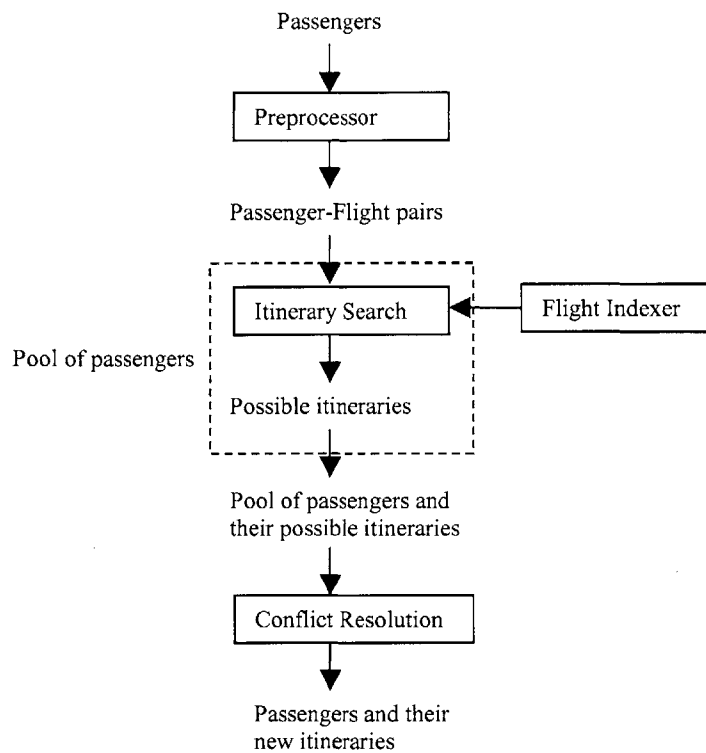 Passengers
Preprocessor
Passenger-Flight pairs
Itinerary Search
Flight Indexer
Pool of passengers
Possible itineraries
Pool of passengers and
their possible itineraries
Conflict Resolution
Passengers and their
new itineraries